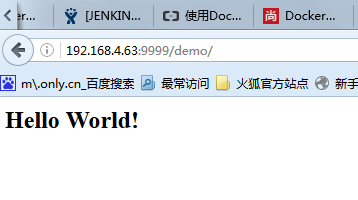 er... [JENKIN... 使用Doc... 尚 Docker...
192.168.4.63:9999/demo/
m\.only.cn_百度搜索 最常访问 火狐官方站点 新手
Hello World!